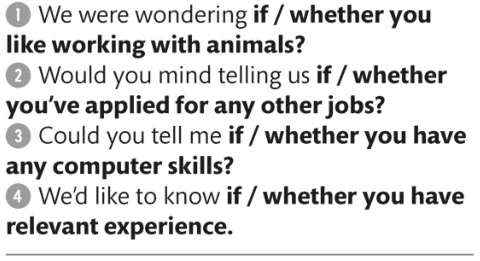 1 We were wondering if / whether you
like working with animals?
2 Would you mind telling us if / whether
you've applied for any other jobs?
3 Could you tell me if / whether you have
any computer skills?
4 We'd like to know if / whether you have
relevant experience.